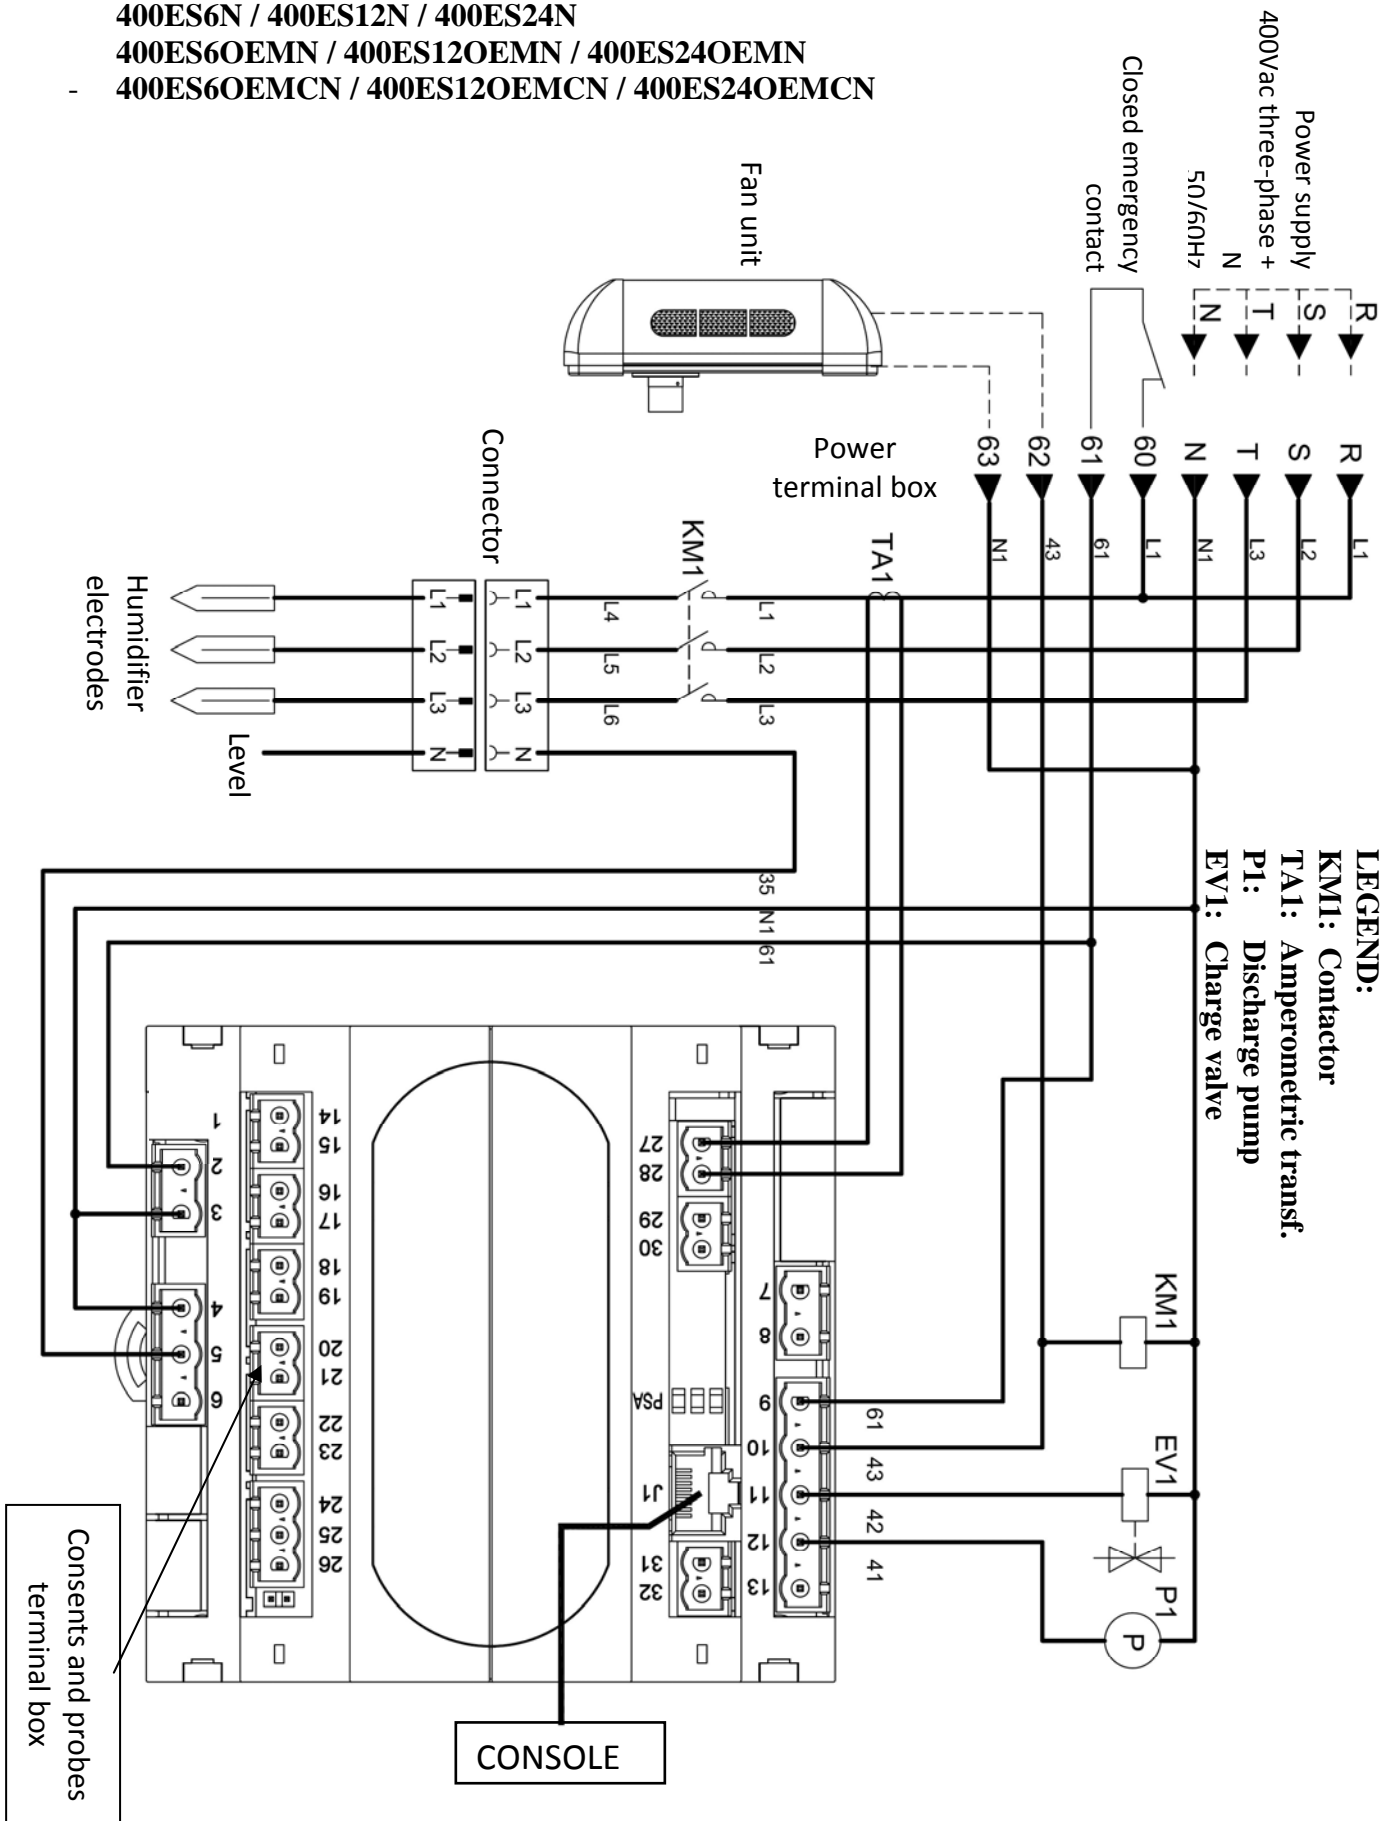 400ES6N / 400ES12N / 400ES24N
400ES6OEMN / 400ES12OEMN / 400ES24OEMN
- 400ES6OEMCN / 400ES12OEMCN / 400ES24OEMCN
Power supply
400Vac three-phase +
N
50/60Hz
Closed emergency
contact
Fan unit
R
S
T
N
R
S
T
N
60
61
62
63
Power
terminal box
L1
L2
L3
N1
L1
61
43
N1
TA1
KM1
L1
L2
L3
L4
L5
L6
Connector
L1
L2
L3
N
L1
L2
L3
N
Humidifier
electrodes
Level
35
N1
61
LEGEND:
KM1: Contactor
TA1: Amperometric transf.
P1: Discharge pump
EV1: Charge valve
KM1
EV1
P1
P
61
43
42
41
1
2
3
4
5
6
14
15
16
17
18
19
20
21
22
23
24
25
26
27
28
29
30
PSA
J1
31
32
7
8
9
10
11
12
13
CONSOLE
Consents and probes
terminal box